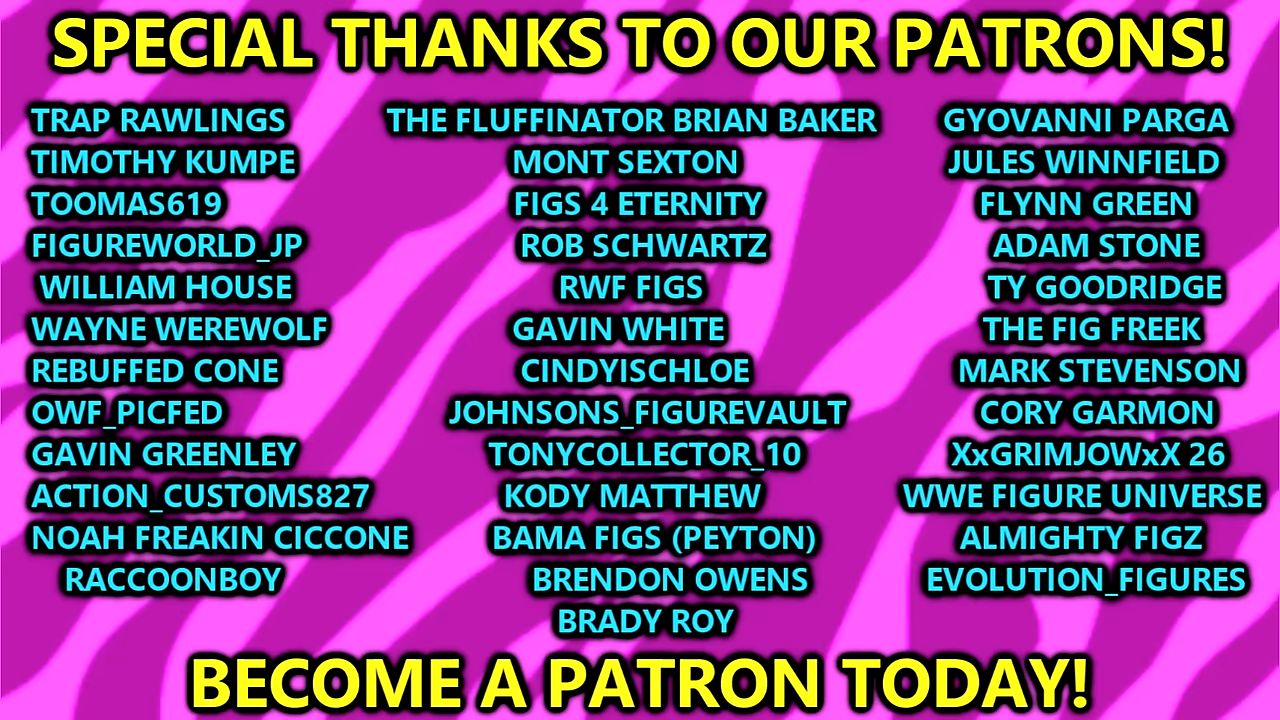 SPECIAL THANKS TO OUR PATRONS!
TRAP RAWLINGS
TIMOTHY KUMPE
TOOMAS619
FIGUREWORLD_JP
WILLIAM HOUSE
WAYNE WEREWOLF
REBUFFED CONE
OWF_PICFED
GAVIN GREENLEY
ACTION_CUSTOMS827
NOAH FREAKIN CICCONE
RACCOONBOY
THE FLUFFINATOR BRIAN BAKER
MONT SEXTON
FIGS 4 ETERNITY
ROB SCHWARTZ
RWF FIGS
GAVIN WHITE
CINDYISCHLOE
JOHNSONS_FIGUREVAULT
TONYCOLLECTOR_10
KODY MATTHEW
BAMA FIGS (PEYTON)
BRENDON OWENS
BRADY ROY
GYOVANNI PARGA
JULES WINNFIELD
FLYNN GREEN
ADAM STONE
TY GOODRIDGE
THE FIG FREEK
MARK STEVENSON
CORY GARMON
XxGRIMJOWxX 26
WWE FIGURE UNIVERSE
ALMIGHTY FIGZ
EVOLUTION_FIGURES
BECOME A PATRON TODAY!